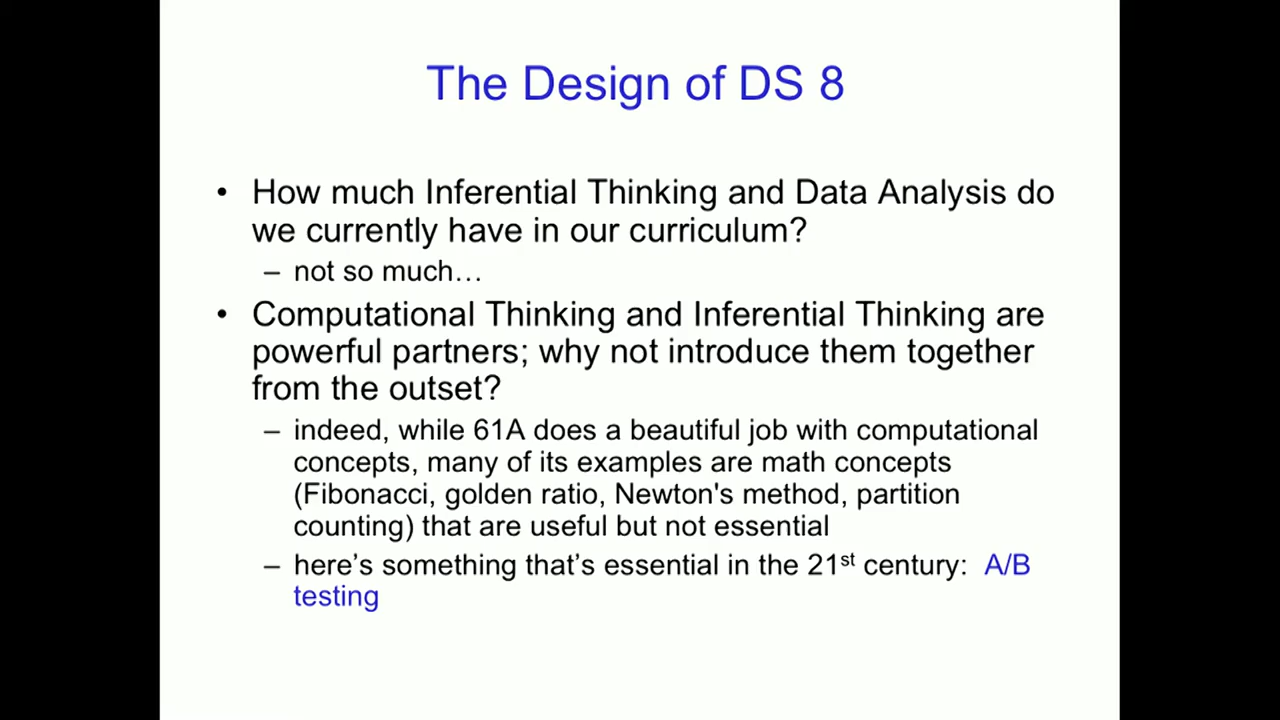 The Design of DS 8
• How much Inferential Thinking and Data Analysis do
we currently have in our curriculum?
– not so much…
• Computational Thinking and Inferential Thinking are
powerful partners; why not introduce them together
from the outset?
– indeed, while 61A does a beautiful job with computational
concepts, many of its examples are math concepts
(Fibonacci, golden ratio, Newton's method, partition
counting) that are useful but not essential
– here’s something that’s essential in the 21st century: A/B
testing